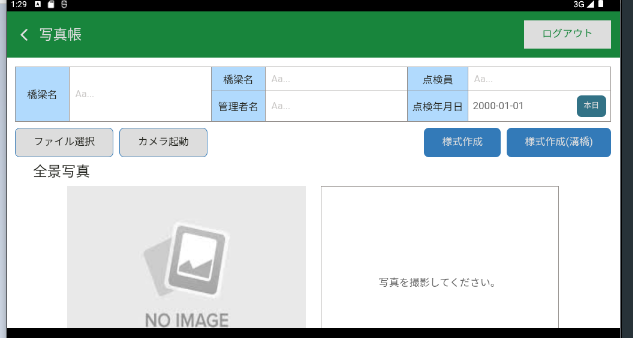 1:29 3G
写真帳 ログアウト
橋梁名 Aa... 橋梁名 Aa... 点検員 Aa...
管理者名 Aa... 点検年月日 2000-01-01 本日
ファイル選択 カメラ起動 様式作成 様式作成(溝橋)
全景写真
NO IMAGE 写真を撮影してください。